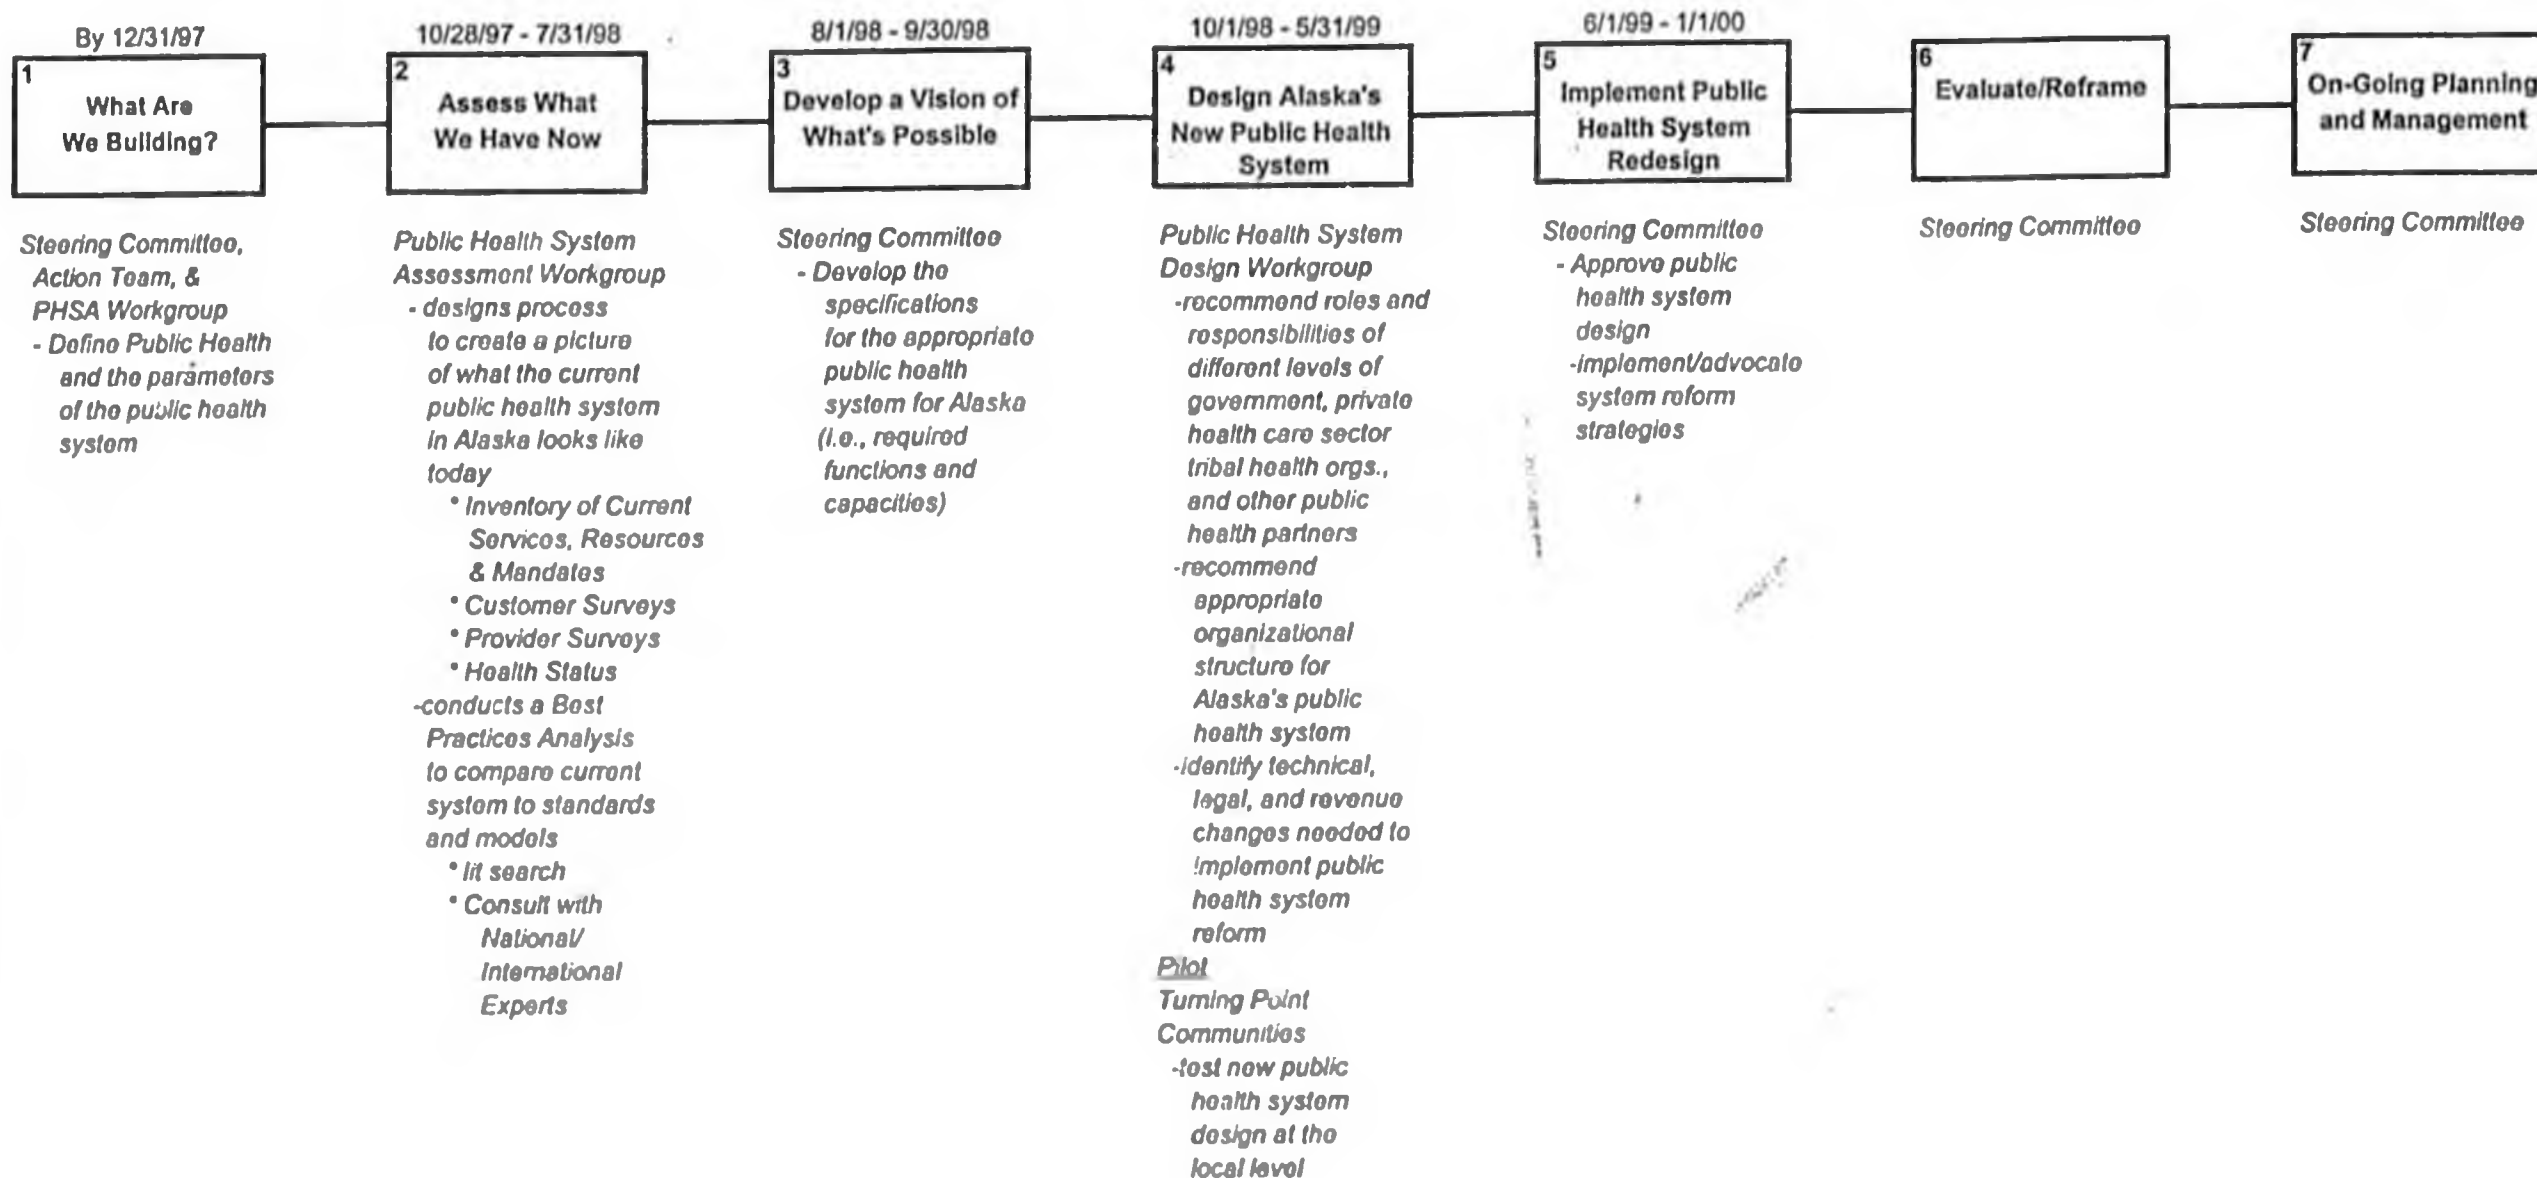 By 12/31/97
1
What Are
We Building?
Steering Committee,
Action Team, &
PHSA Workgroup
- Define Public Health
and the parameters
of the public health
system
10/28/97 - 7/31/98
2
Assess What
We Have Now
Public Health System
Assessment Workgroup
- designs process
to create a picture
of what the current
public health system
in Alaska looks like
today
* Inventory of Current
Services, Resources
& Mandates
* Customer Surveys
* Provider Surveys
* Health Status
-conducts a Best
Practices Analysis
to compare current
system to standards
and models
* lit search
* Consult with
National/
International
Experts
8/1/98 - 9/30/98
3
Develop a Vision of
What's Possible
Steering Committee
- Develop the
specifications
for the appropriate
public health
system for Alaska
(i.e., required
functions and
capacities)
10/1/98 - 5/31/99
4
Design Alaska's
New Public Health
System
Public Health System
Design Workgroup
-recommend roles and
responsibilities of
different levels of
government, private
health care sector
tribal health orgs.,
and other public
health partners
-recommend
appropriate
organizational
structure for
Alaska's public
health system
-identify technical,
legal, and revenue
changes needed to
implement public
health system
reform
Pilot
Turning Point
Communities
-test new public
health system
design at the
local level
6/1/99 - 1/1/00
5
Implement Public
Health System
Redesign
Steering Committee
- Approve public
health system
design
-implement/advocate
system reform
strategies
6
Evaluate/Reframe
Steering Committee
7
On-Going Planning
and Management
Steering Committee